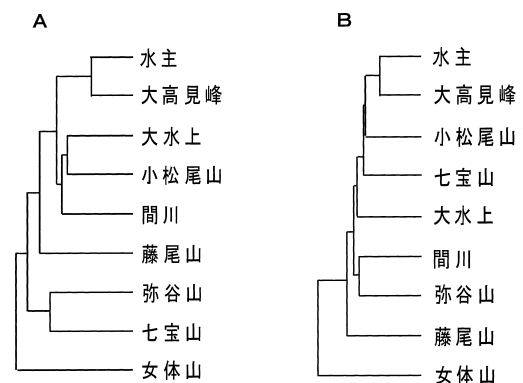 A
水主
大高見峰
大水上
小松尾山
間川
藤尾山
弥谷山
七宝山
女体山
B
水主
大高見峰
小松尾山
七宝山
大水上
間川
弥谷山
藤尾山
女体山